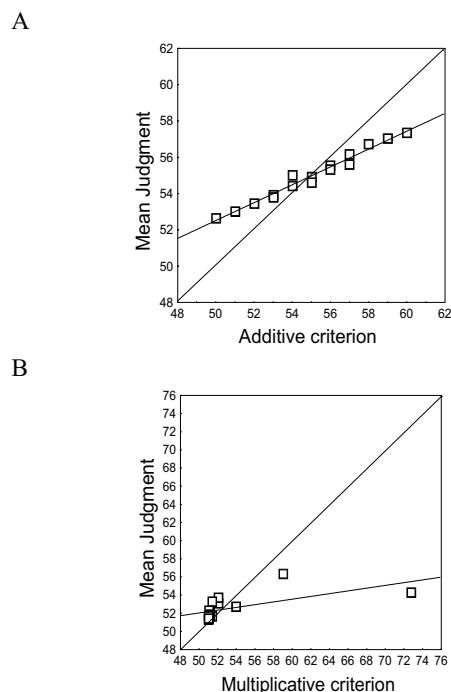 A
62
60
58
56
54
52
50
48
48 50 52 54 56 58 60 62
Mean Judgment
Additive criterion
B
76
74
72
70
68
66
64
62
60
58
56
54
52
50
48
48 50 52 54 56 58 60 62 64 66 68 70 72 74 76
Mean Judgment
Multiplicative criterion